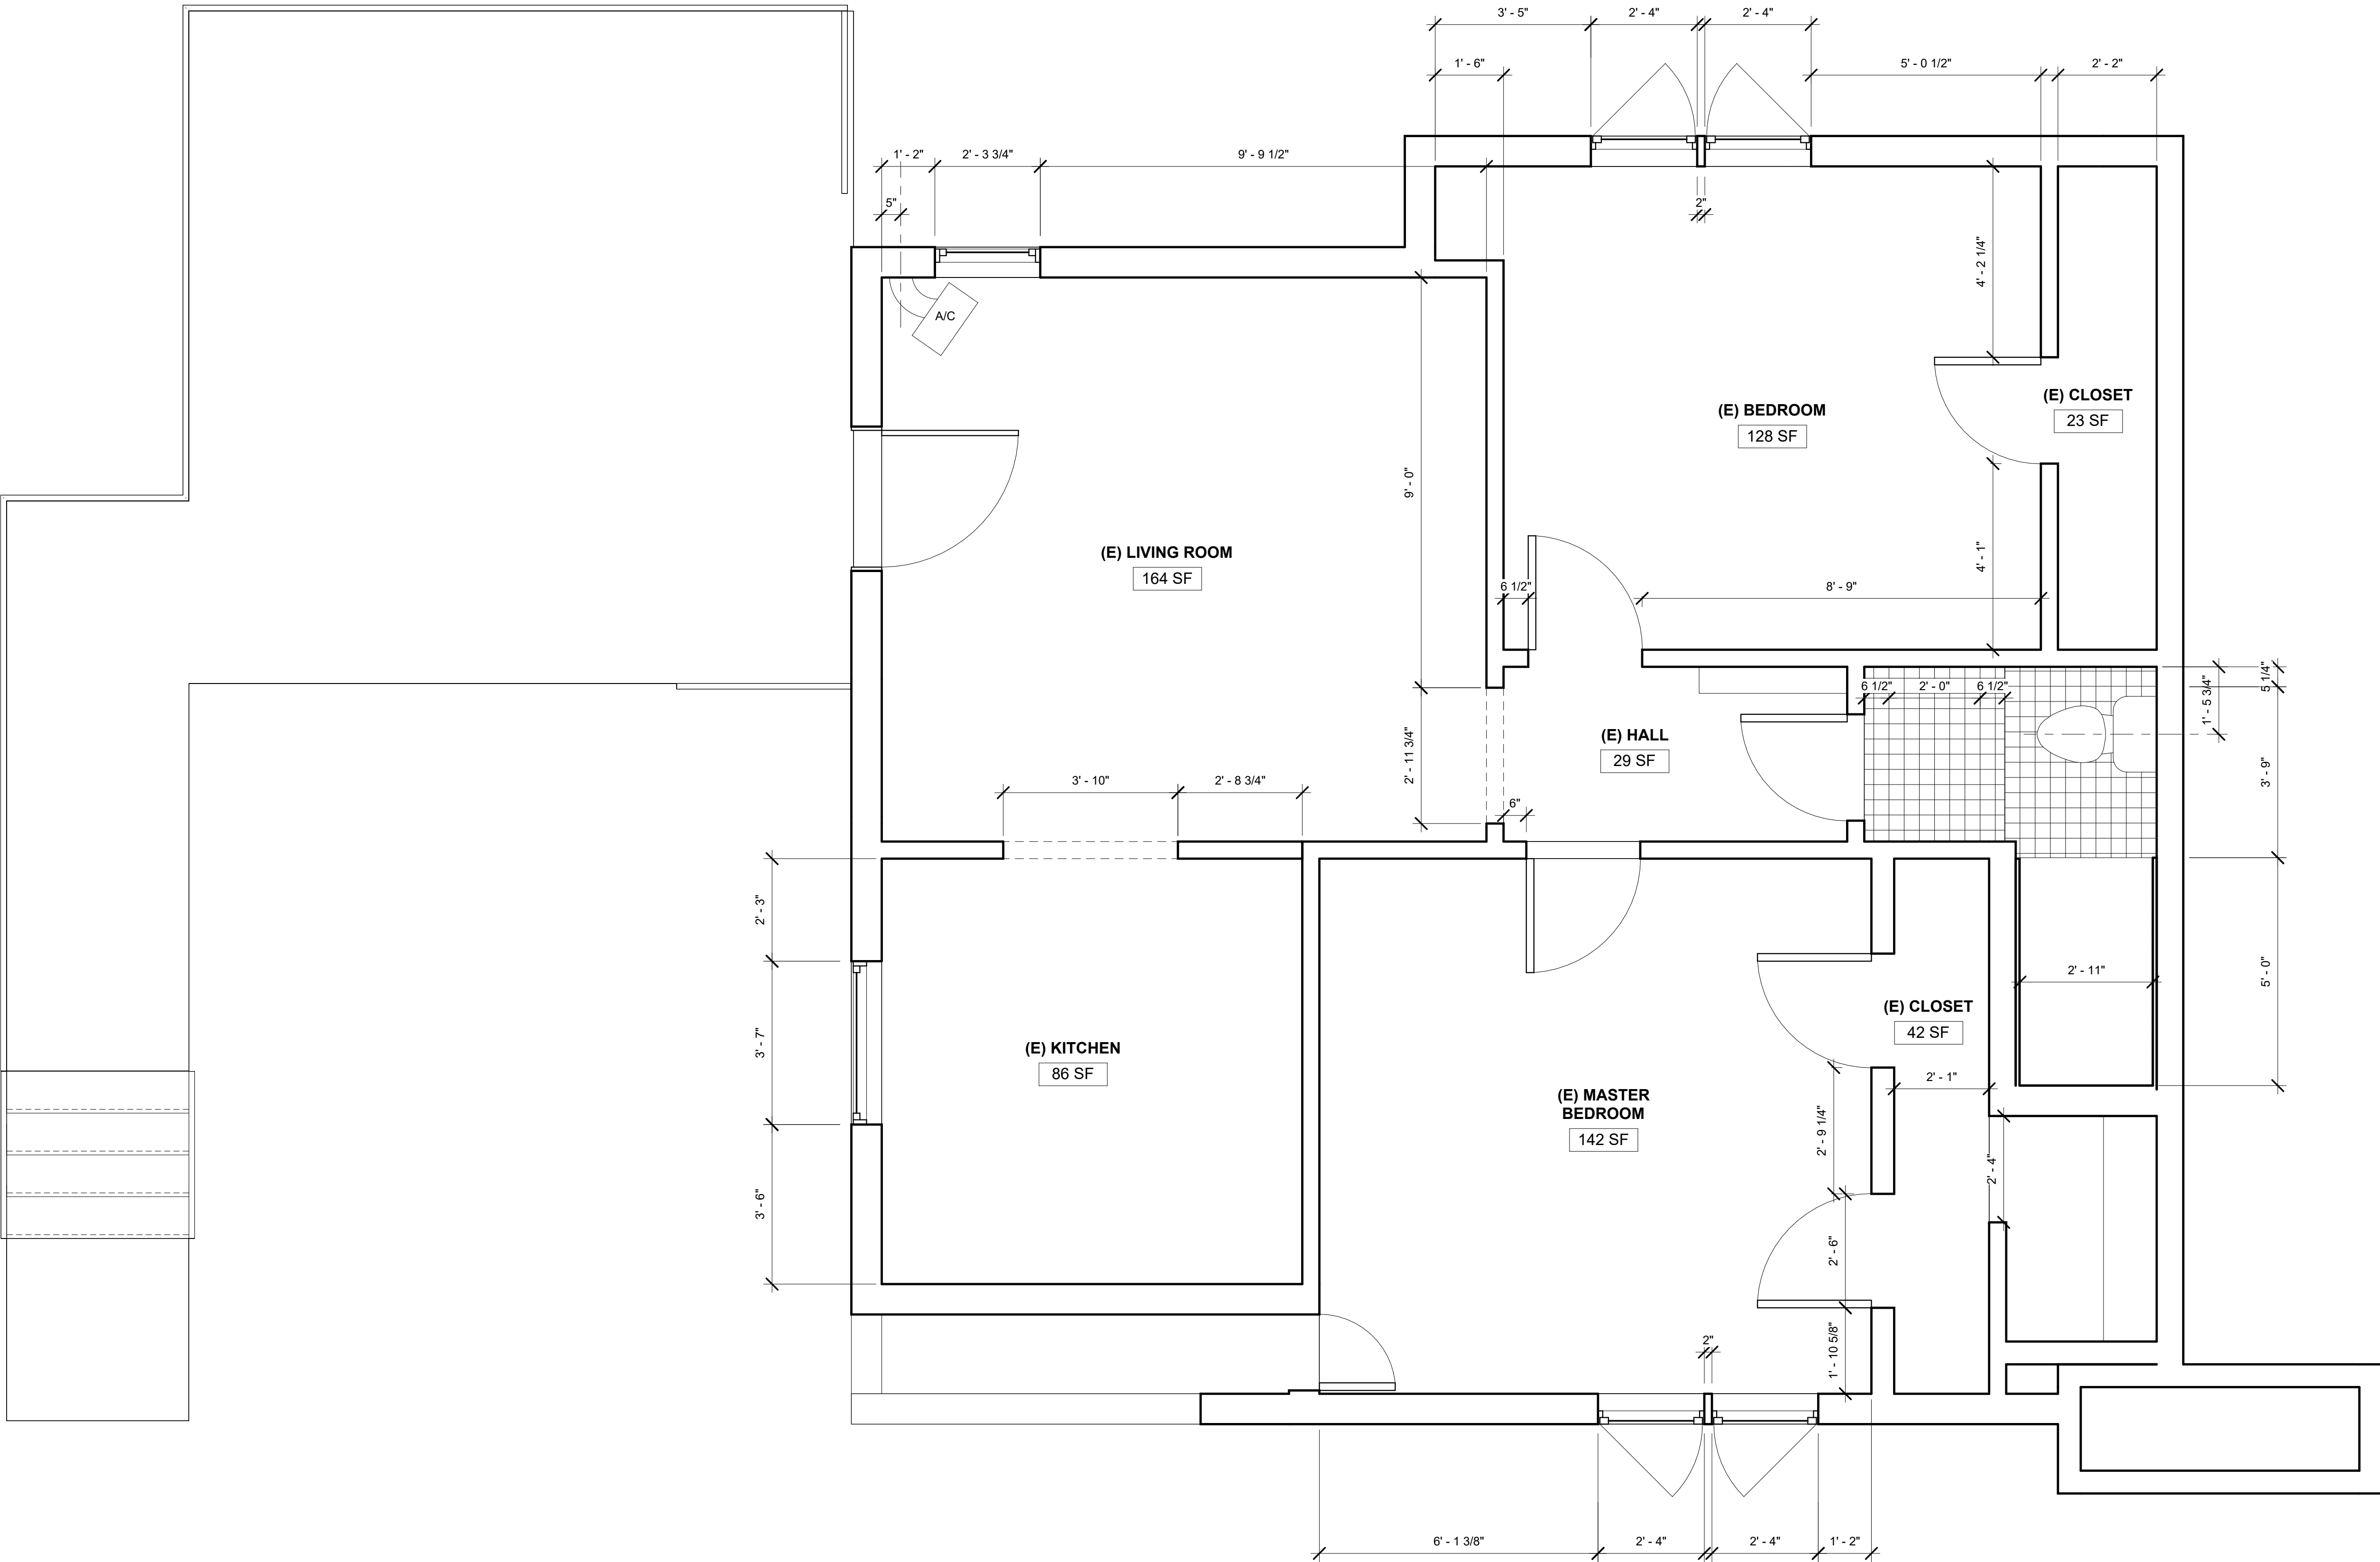 3' - 5"
2' - 4"
2' - 4"
1' - 6"
5' - 0 1/2"
2' - 2"
1' - 2"
2' - 3 3/4"
9' - 9 1/2"
5"
2"
4' - 2 1/4"
A/C
(E) CLOSET
23 SF
(E) BEDROOM
128 SF
9' - 0"
(E) LIVING ROOM
164 SF
4' - 1"
6 1/2"
8' - 9"
6 1/2"
2' - 0"
6 1/2"
1' - 5 3/4"
5 1/4"
(E) HALL
29 SF
2' - 11 3/4"
3' - 10"
2' - 8 3/4"
3' - 9"
6"
2' - 3"
2' - 11"
5' - 0"
(E) CLOSET
42 SF
3' - 7"
(E) KITCHEN
86 SF
2' - 1"
(E) MASTER
BEDROOM
142 SF
2' - 9 1/4"
2' - 4"
3' - 6"
2' - 6"
2"
1' - 10 5/8"
6' - 1 3/8"
2' - 4"
2' - 4"
1' - 2"